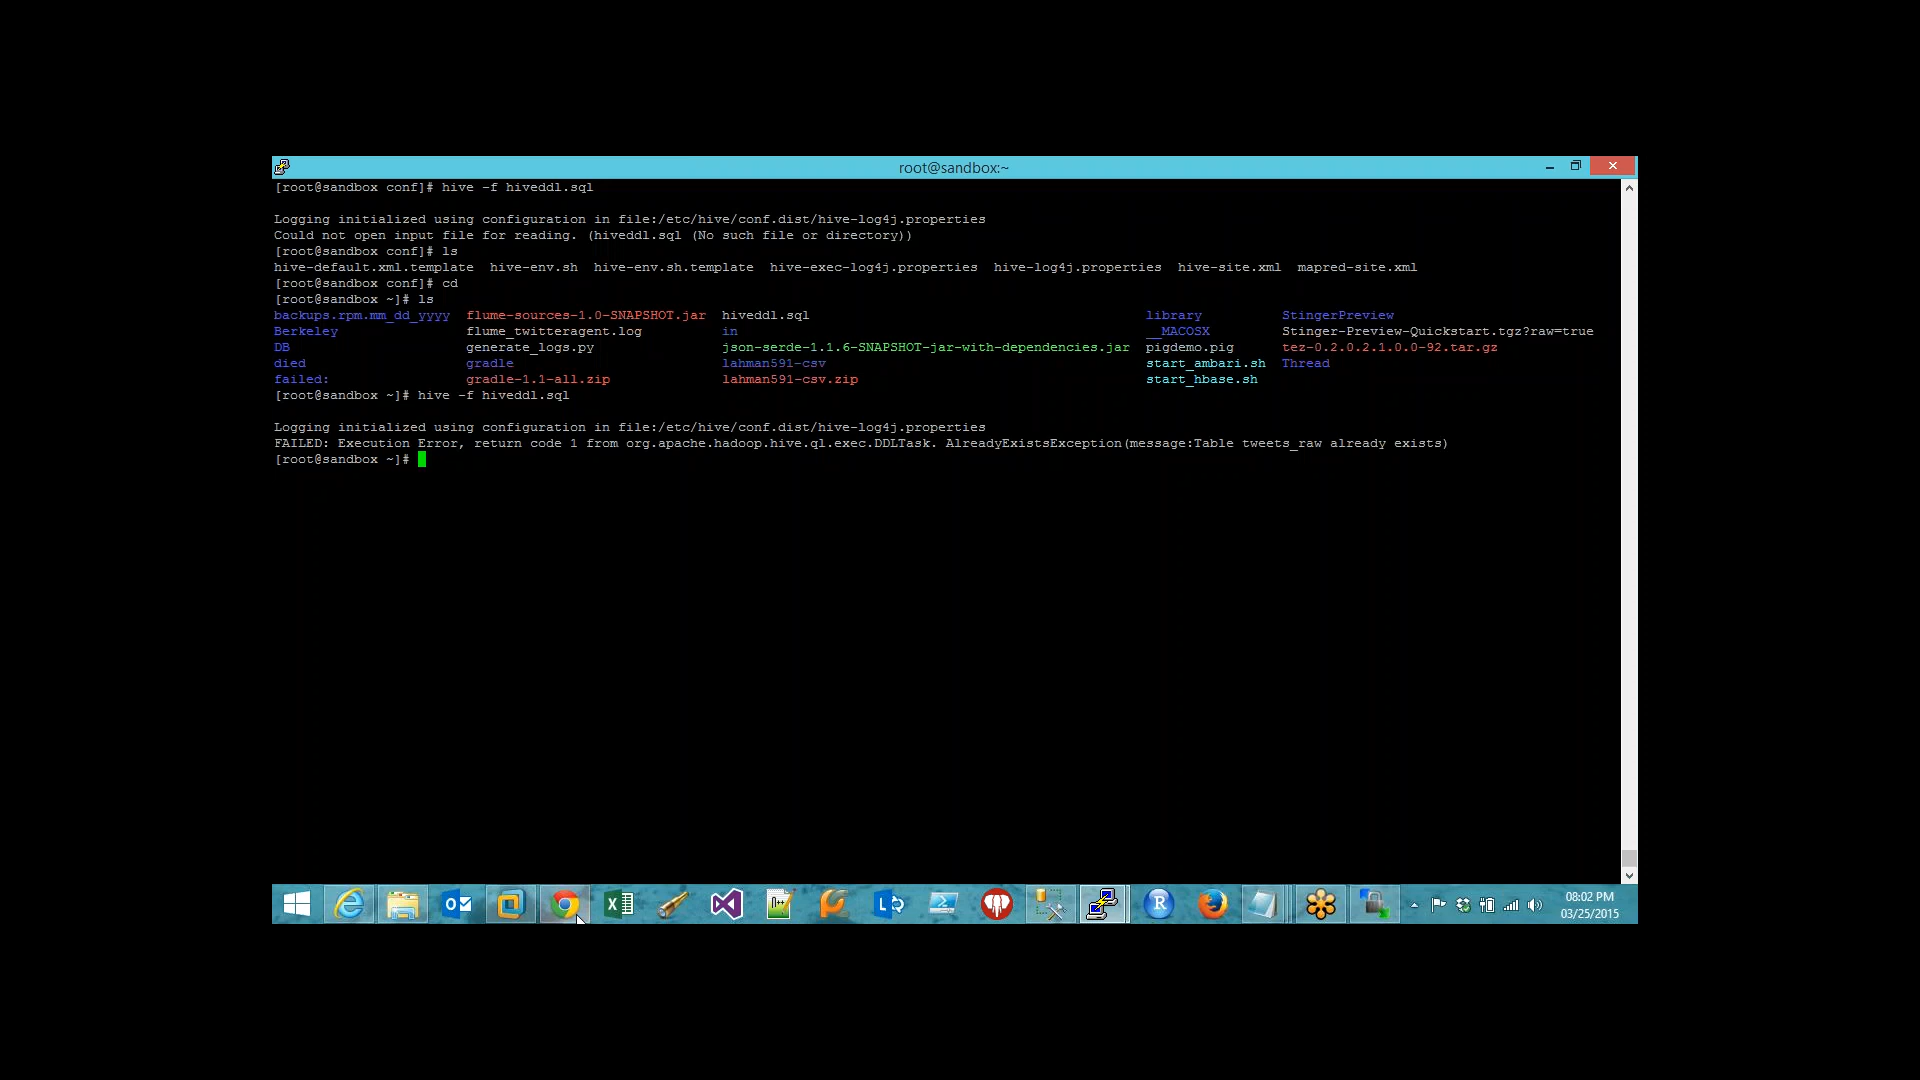 root@sandbox:~
[root@sandbox conf]# hive -f hiveddl.sql
Logging initialized using configuration in file:/etc/hive/conf.dist/hive-log4j.properties
Could not open input file for reading. (hiveddl.sql (No such file or directory))
[root@sandbox conf]# ls
hive-default.xml.template  hive-env.sh  hive-env.sh.template  hive-exec-log4j.properties  hive-log4j.properties  hive-site.xml  mapred-site.xml
[root@sandbox conf]# cd
[root@sandbox ~]# ls
backups.rpm.mm_dd_yyyy  flume-sources-1.0-SNAPSHOT.jar  hiveddl.sql  library  StingerPreview
Berkeley  flume_twitteragent.log  in  __MACOSX  Stinger-Preview-Quickstart.tgz?raw=true
DB  generate_logs.py  json-serde-1.1.6-SNAPSHOT-jar-with-dependencies.jar  pigdemo.pig  tez-0.2.0.2.1.0.0-92.tar.gz
died  gradle  lahman591-csv  start_ambari.sh  Thread
failed:  gradle-1.1-all.zip  lahman591-csv.zip  start_hbase.sh
[root@sandbox ~]# hive -f hiveddl.sql
Logging initialized using configuration in file:/etc/hive/conf.dist/hive-log4j.properties
FAILED: Execution Error, return code 1 from org.apache.hadoop.hive.ql.exec.DDLTask. AlreadyExistsException(message:Table tweets_raw already exists)
[root@sandbox ~]#
08:02 PM
03/25/2015